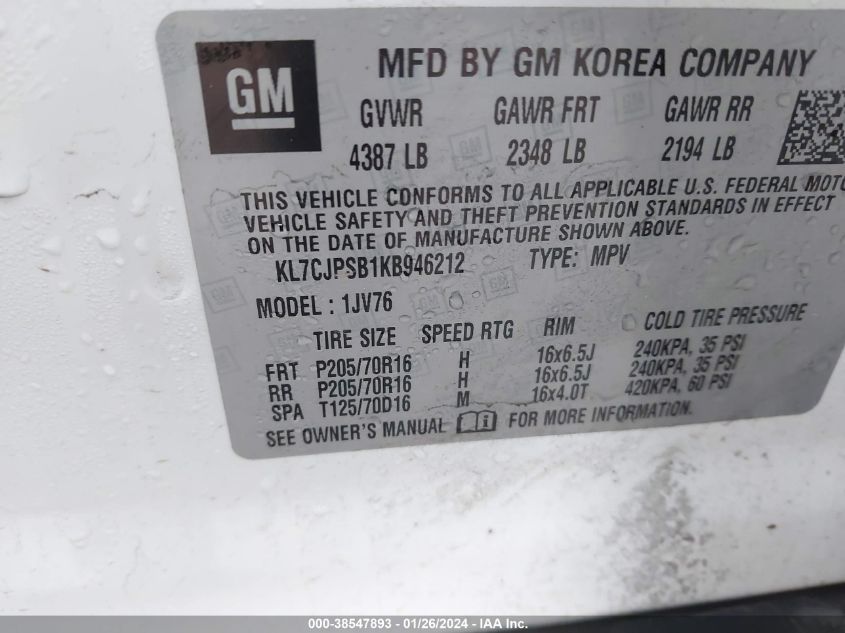 GM
MFD BY GM KOREA COMPANY
GVWR GAWR FRT GAWR RR
4387 LB 2348 LB 2194 LB
THIS VEHICLE CONFORMS TO ALL APPLICABLE U.S. FEDERAL MOTO
VEHICLE SAFETY AND THEFT PREVENTION STANDARDS IN EFFECT
ON THE DATE OF MANUFACTURE SHOWN ABOVE.
KL7CJPSB1KB946212 TYPE: MPV
MODEL : 1JV76
TIRE SIZE SPEED RTG RIM COLD TIRE PRESSURE
FRT P205/70R16 H 16x6.5J 240KPA, 35 PSI
RR P205/70R16 H 16x6.5J 240KPA, 35 PSI
SPA T125/70D16 M 16x4.0T 420KPA, 60 PSI
SEE OWNER'S MANUAL i FOR MORE INFORMATION.
000-38547893 - 01/26/2024 - IAA Inc.